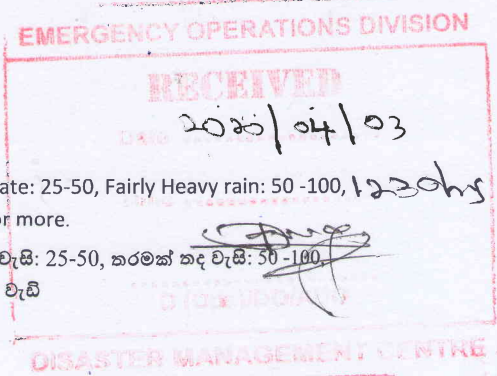 EMERGENCY OPERATIONS DIVISION
RECEIVED
2020/04/03
ate: 25-50, Fairly Heavy rain: 50 -100, 1230hrs
or more.
වැසි: 25-50, තරමක් තද වැසි: 50 -100,
වැඩි
DISASTER MANAGEMENT CENTRE